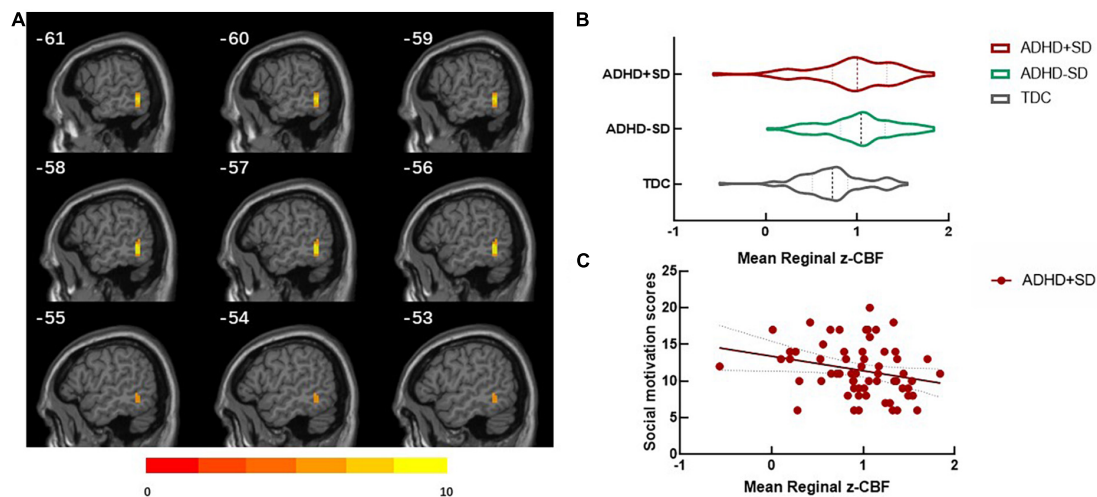 A
-61
-60
-59
-58
-57
-56
-55
-54
-53
0
10
B
ADHD+SD
ADHD-SD
TDC
-1
0
1
2
Mean Reginal z-CBF
ADHD+SD
ADHD-SD
TDC
C
Social motivation scores
25
20
15
10
5
0
-1
0
1
2
Mean Reginal z-CBF
ADHD+SD